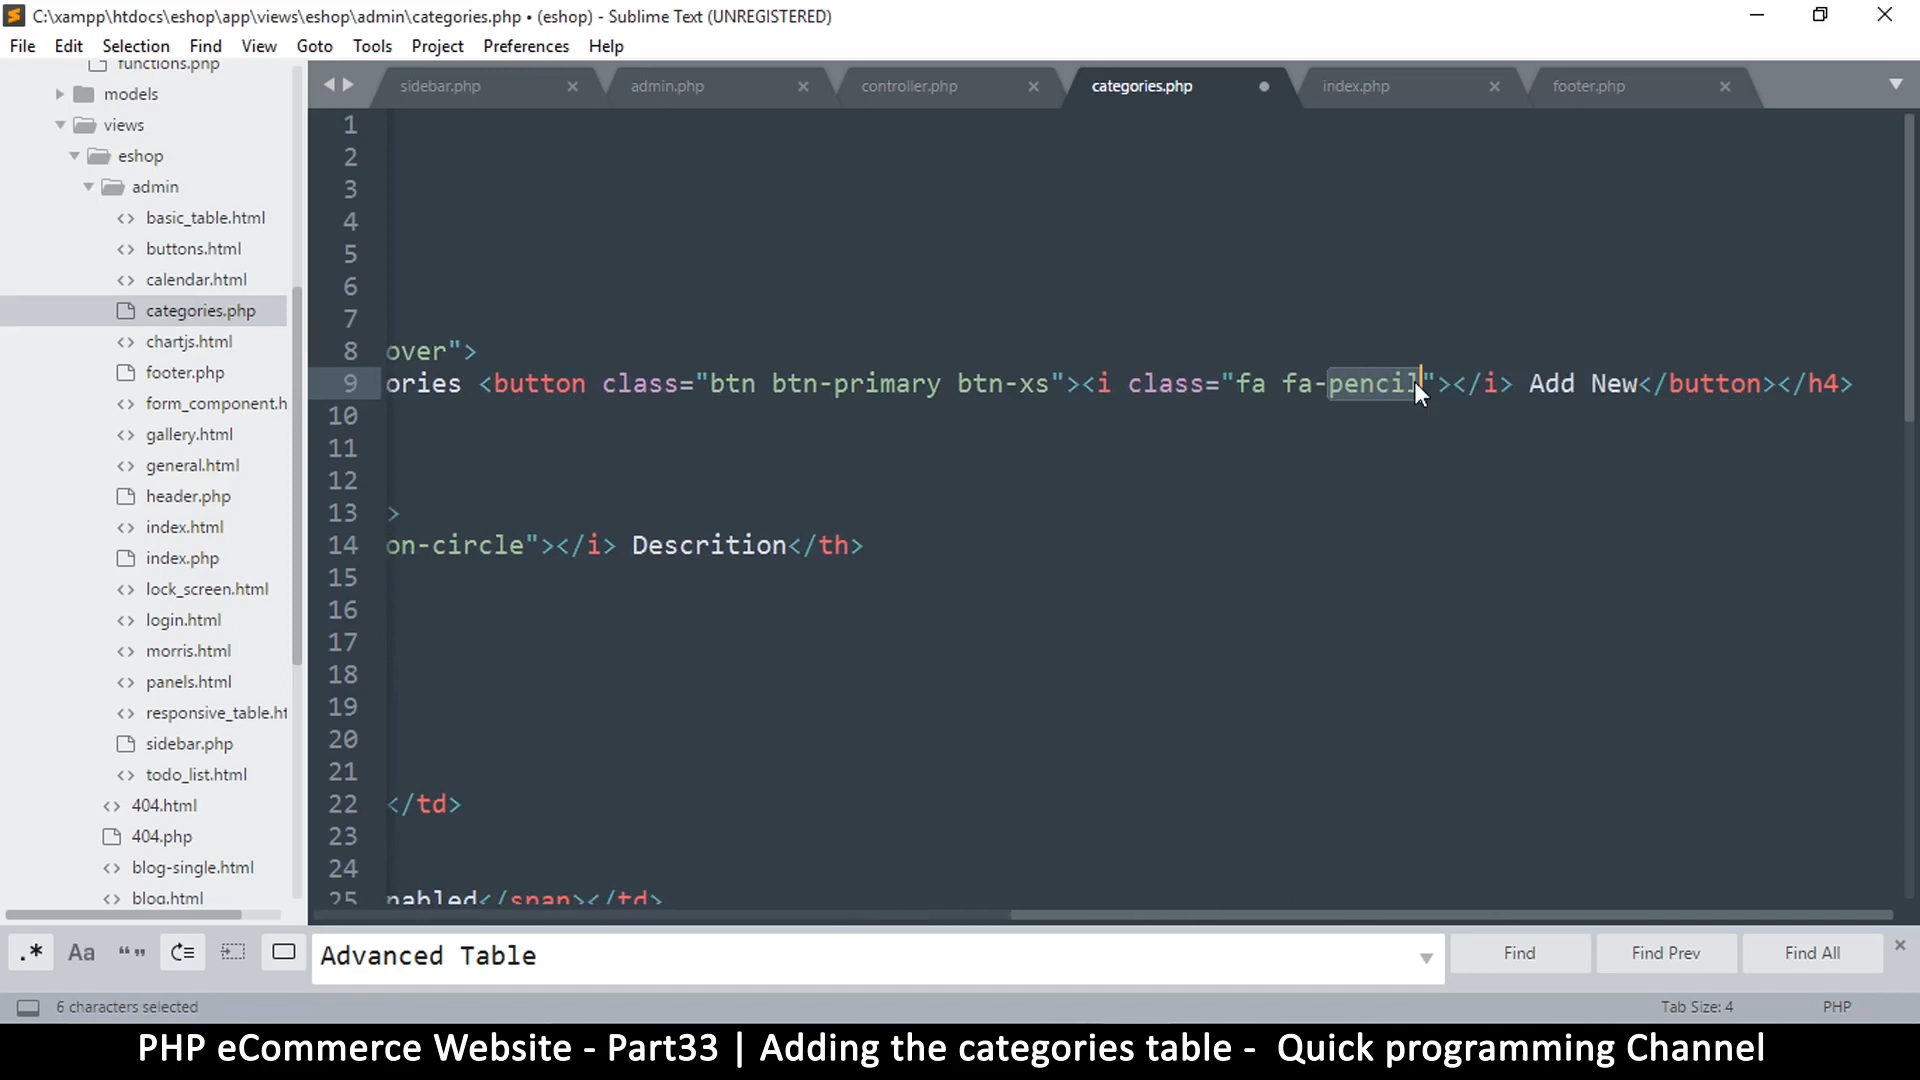 C:\xampp\htdocs\eshop\app\views\eshop\admin\categories.php • (eshop) - Sublime Text (UNREGISTERED)
File Edit Selection Find View Goto Tools Project Preferences Help
functions.php
models
views
eshop
admin
basic_table.html
buttons.html
calendar.html
categories.php
chartjs.html
footer.php
form_component.h
gallery.html
general.html
header.php
index.html
index.php
lock_screen.html
login.html
morris.html
panels.html
responsive_table.ht
sidebar.php
todo_list.html
404.html
404.php
blog-single.html
blog.html
sidebar.php admin.php controller.php categories.php index.php footer.php
1
2
3
4
5
6
7
8 over">
9 ories <button class="btn btn-primary btn-xs"><i class="fa fa-pencil"></i> Add New</button></h4>
10
11
12
13 >
14 on-circle"></i> Descrition</th>
15
16
17
18
19
20
21
22 </td>
23
24
25 nabled</span></td>
.* Aa “ ” Advanced Table Find Find Prev Find All
6 characters selected Tab Size: 4 PHP
PHP eCommerce Website - Part33 | Adding the categories table - Quick programming Channel